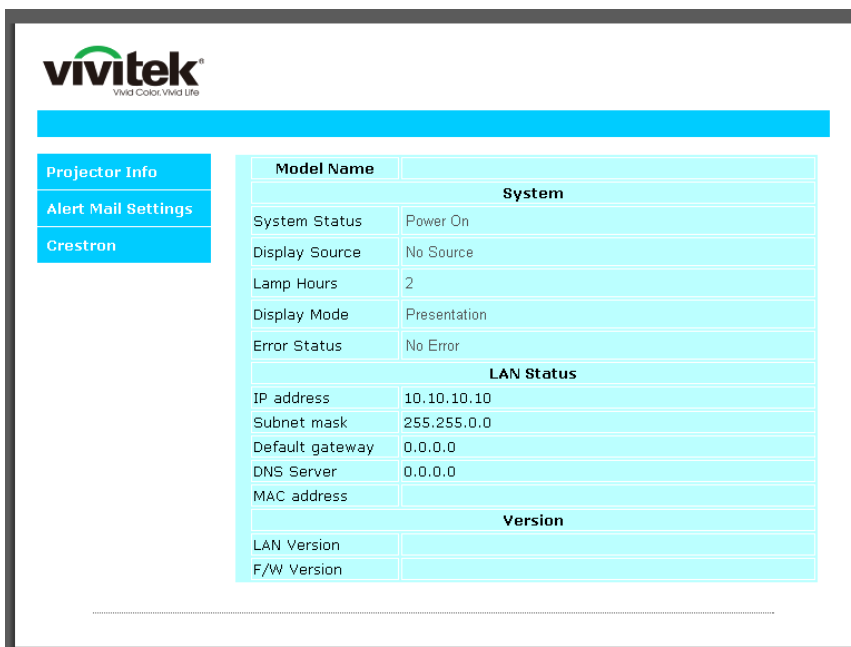 vivitek®
Vivid Color, Vivid Life
Projector Info
Alert Mail Settings
Crestron
Model Name
System
System Status Power On
Display Source No Source
Lamp Hours 2
Display Mode Presentation
Error Status No Error
LAN Status
IP address 10.10.10.10
Subnet mask 255.255.0.0
Default gateway 0.0.0.0
DNS Server 0.0.0.0
MAC address
Version
LAN Version
F/W Version